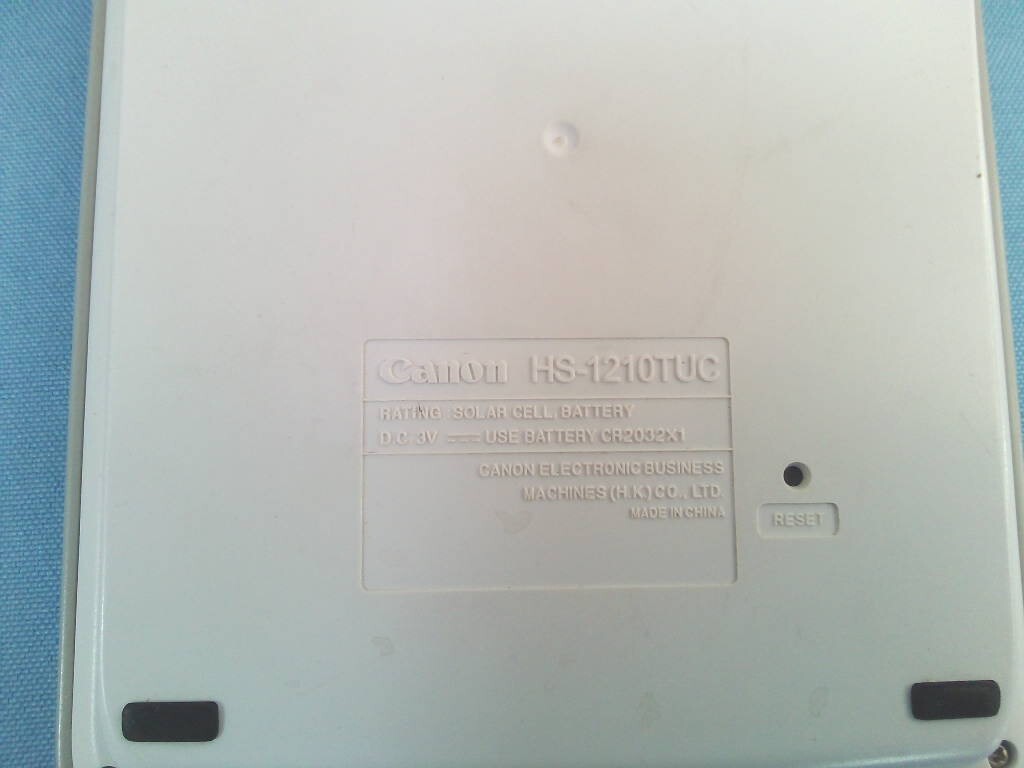 Canon HS-1210TUC
RATING: SOLAR CELL, BATTERY
D.C. 3V USE BATTERY CR2032X1
CANON ELECTRONIC BUSINESS
MACHINES (H.K) CO., LTD.
MADE IN CHINA
RESET